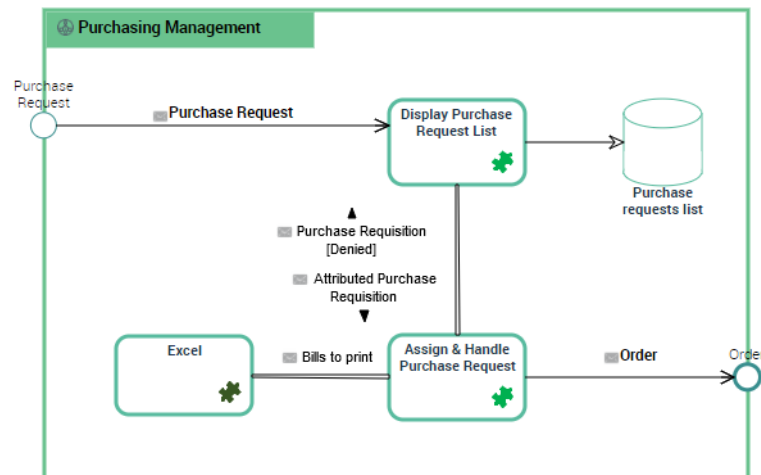 Purchasing Management
Purchase
Request
Purchase Request
Display Purchase
Request List
Purchase
requests list
Purchase Requisition
[Denied]
Attributed Purchase
Requisition
Excel
Bills to print
Assign & Handle
Purchase Request
Order
Order